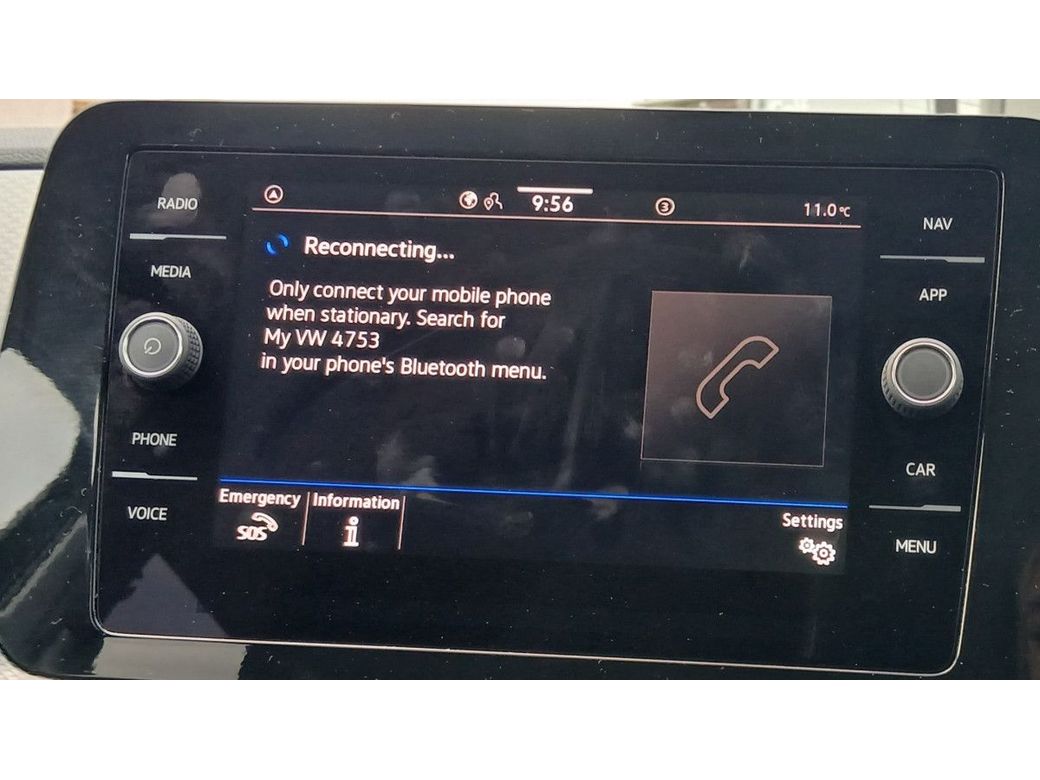 RADIO
MEDIA
PHONE
VOICE
9:56
3
11.0°C
Reconnecting...
Only connect your mobile phone
when stationary. Search for
My VW 4753
in your phone's Bluetooth menu.
Emergency
SOS
Information
i
Settings
NAV
APP
CAR
MENU